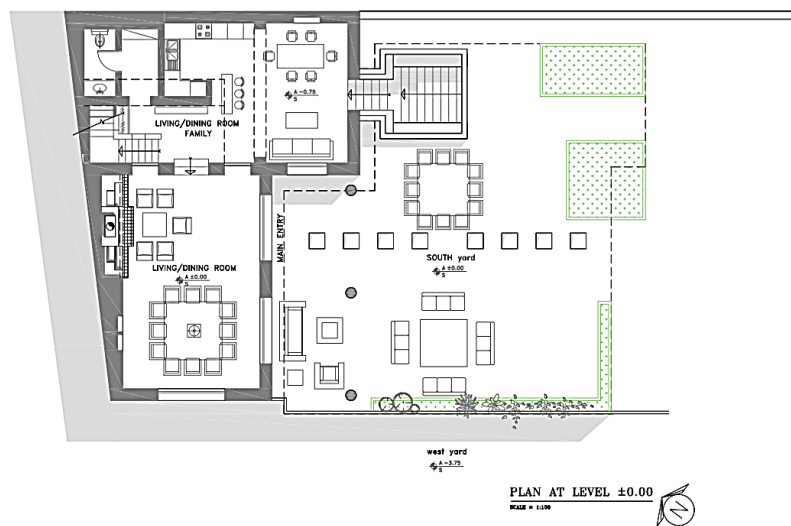 A -0.75
S
LIVING/DINING ROOM
FAMILY
MAIN ENTRY
LIVING/DINING ROOM
A ±0.00
S
SOUTH yard
A ±0.00
S
west yard
A -3.75
S
PLAN AT LEVEL ±0.00
SCALE = 1:100
N